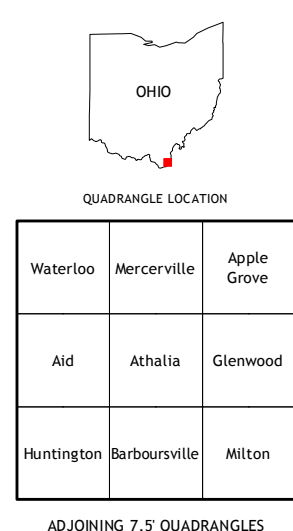 OHIO
QUADRANGLE LOCATION
Waterloo Mercerville Apple Grove
Aid Athalia Glenwood
Huntington Barboursville Milton
ADJOINING 7.5' QUADRANGLES